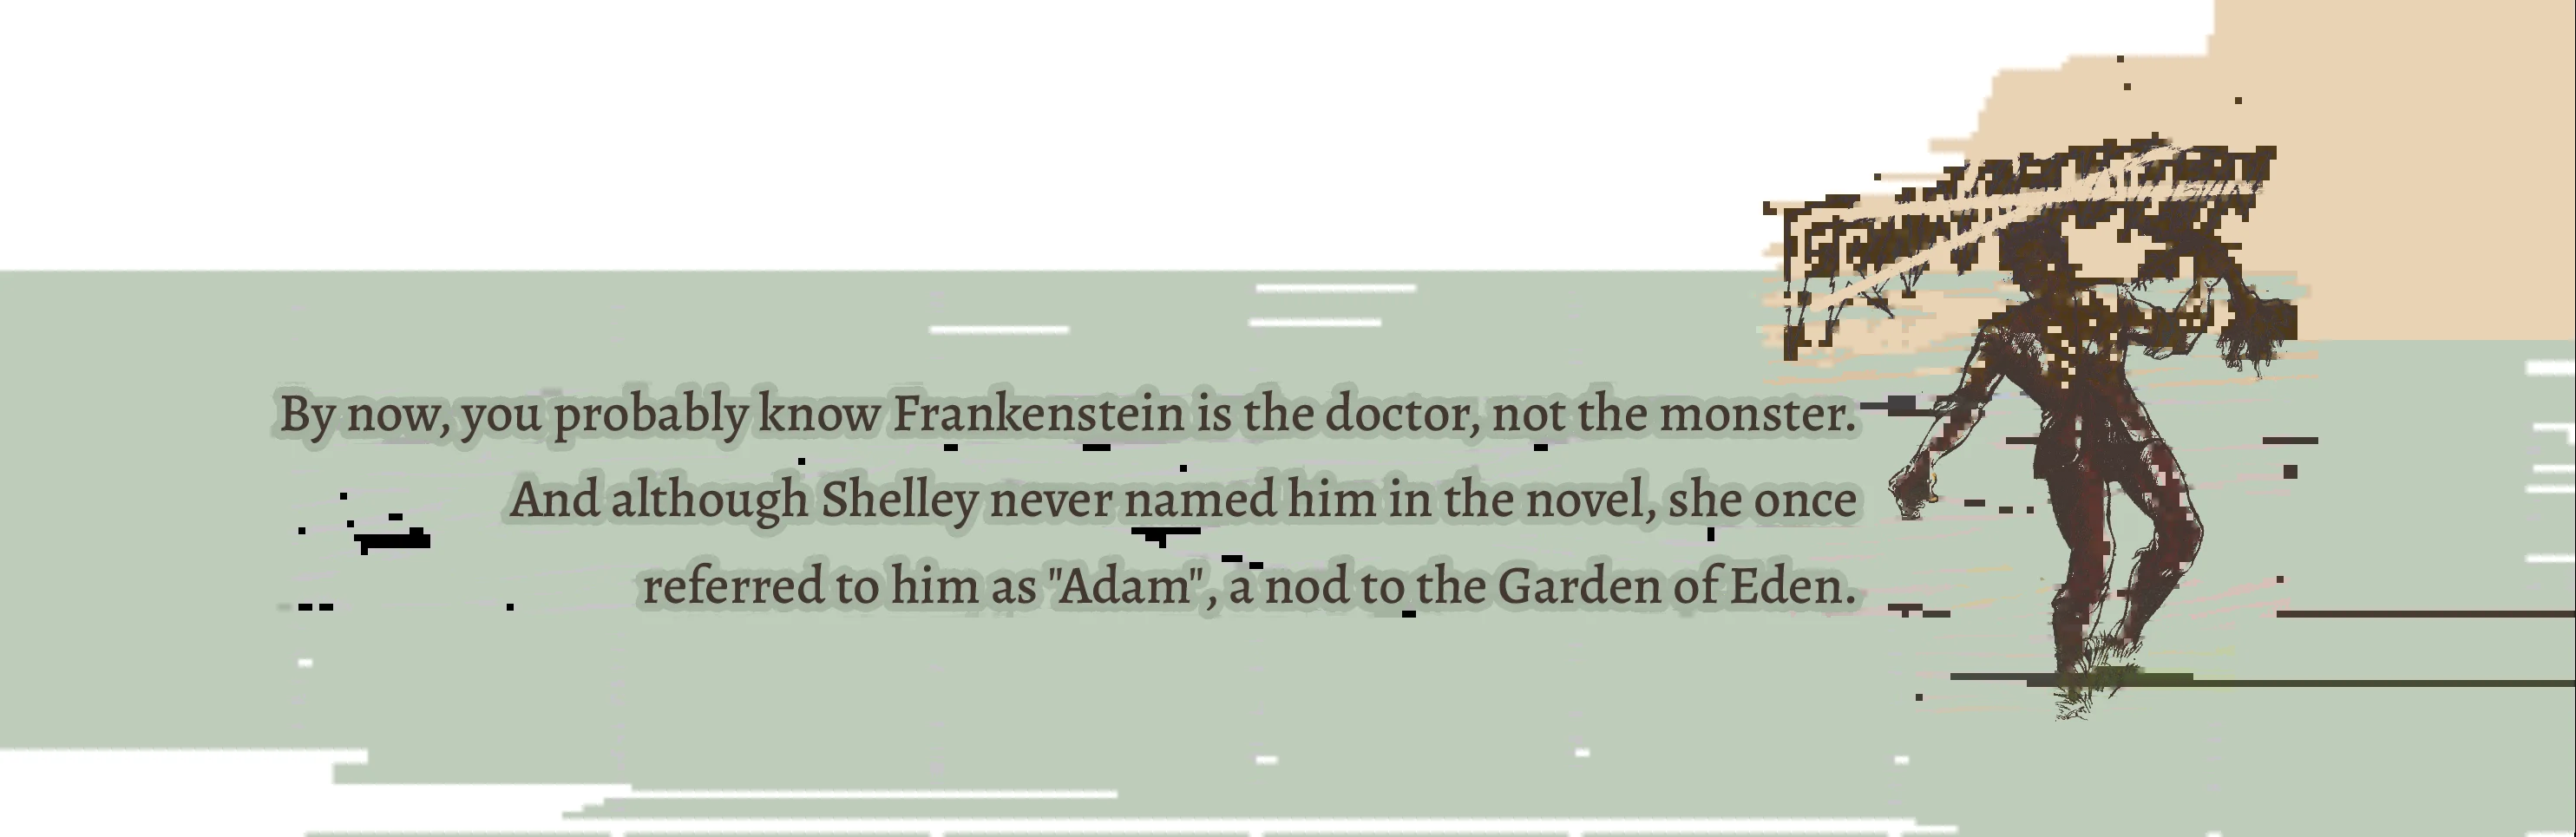 By now, you probably know Frankenstein is the doctor, not the monster.
And although Shelley never named him in the novel, she once
referred to him as "Adam", a nod to the Garden of Eden.